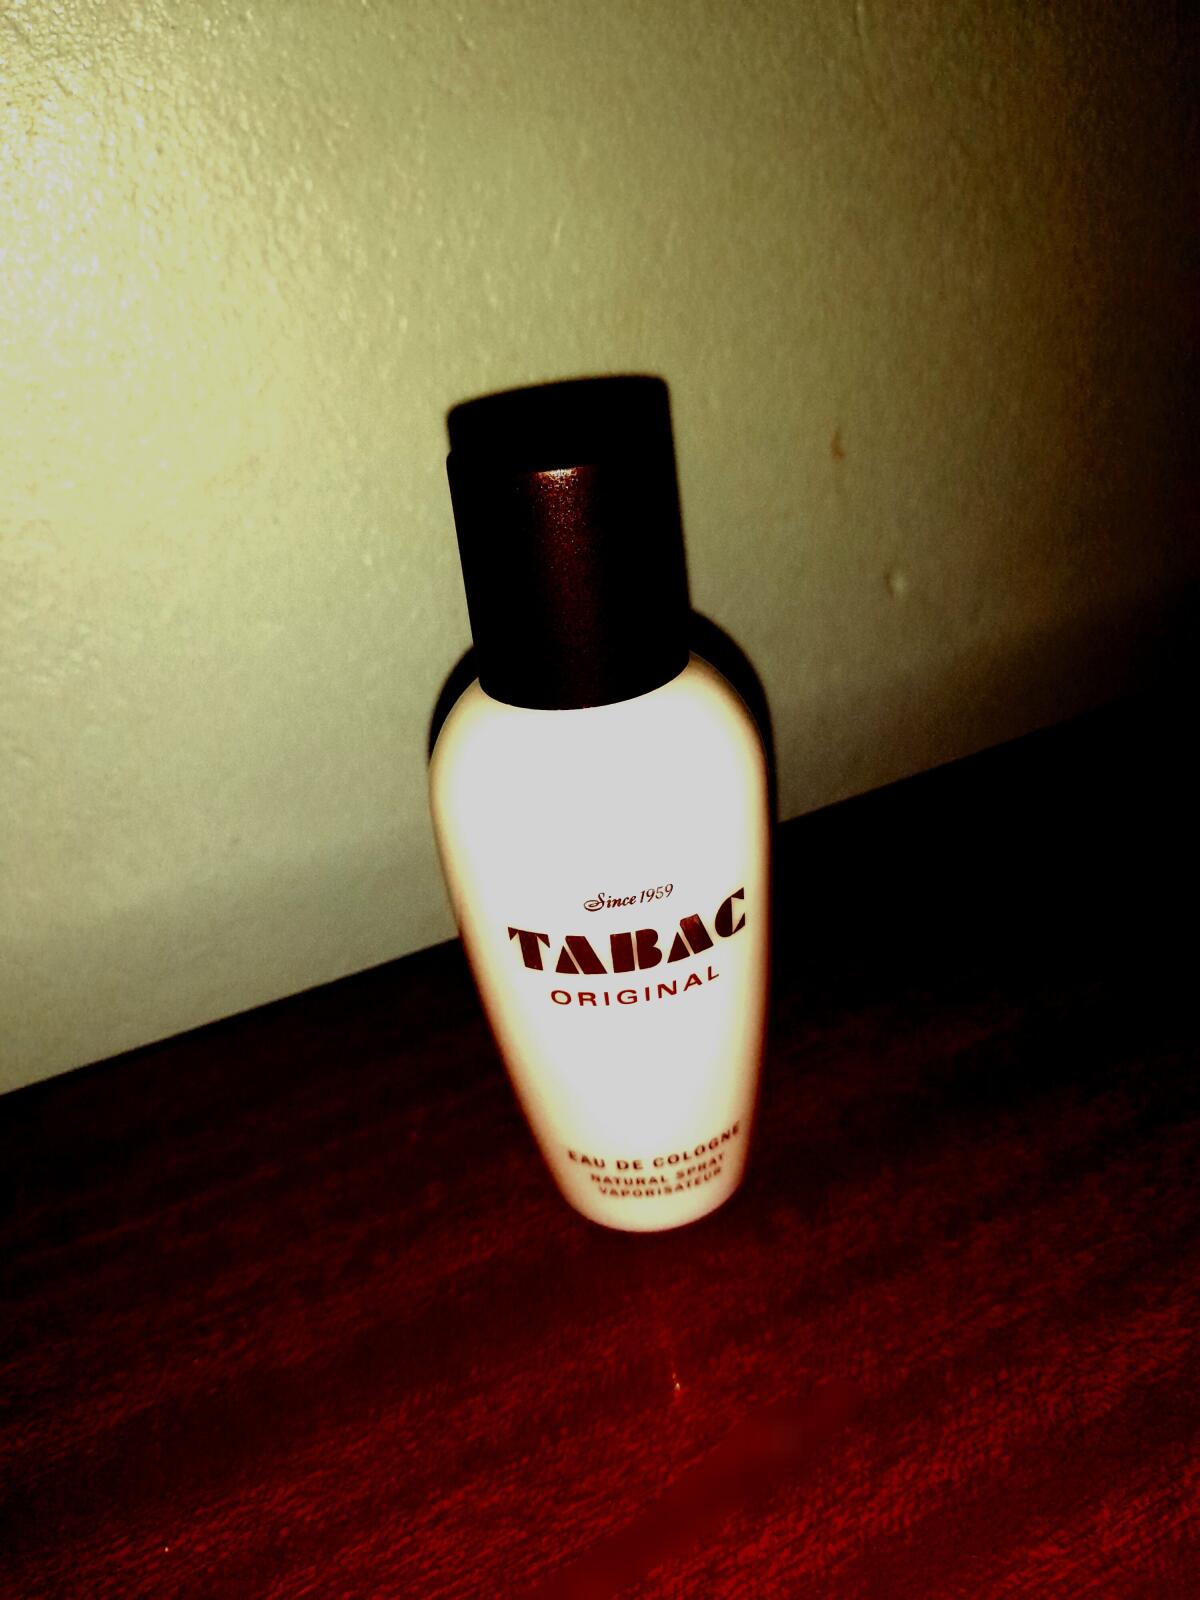 Since 1959
TABAC
ORIGINAL
EAU DE COLOGNE
NATURAL SPRAY
VAPORISATEUR